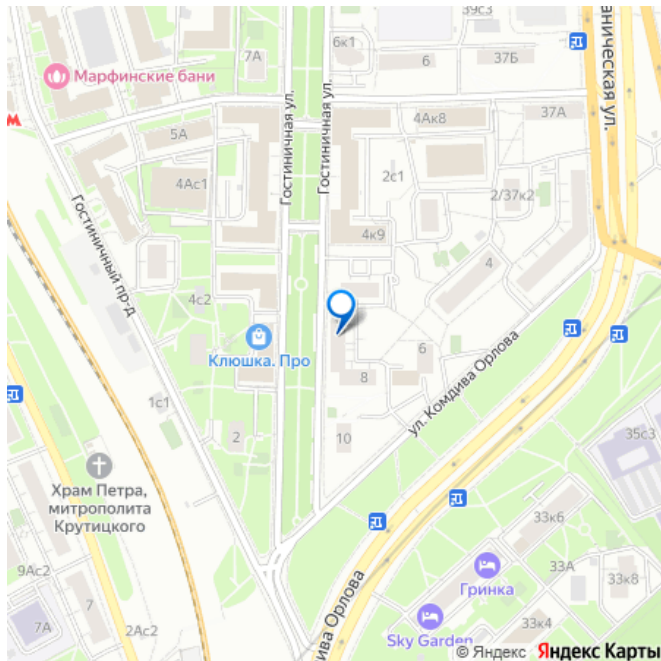 39с3
6к1
7А
6
37Б
Марфинские бани
аническая ул.
4Ак8
37А
М
5А
Гостиничная ул.
Гостиничная ул.
2с1
4Ас1
2/37к2
Гостиничный пр-д
4к9
4
4с2
Клюшка. Про
6
8
ул. Комдива Орлова
1с1
2
10
35с3
Храм Петра,
митрополита
Крутицкого
33к6
9Ас2
33А
Гринка
33к8
7
ива Орлова
7А
2Ас2
Sky Garden
33к4
© Яндекс Яндекс Карты